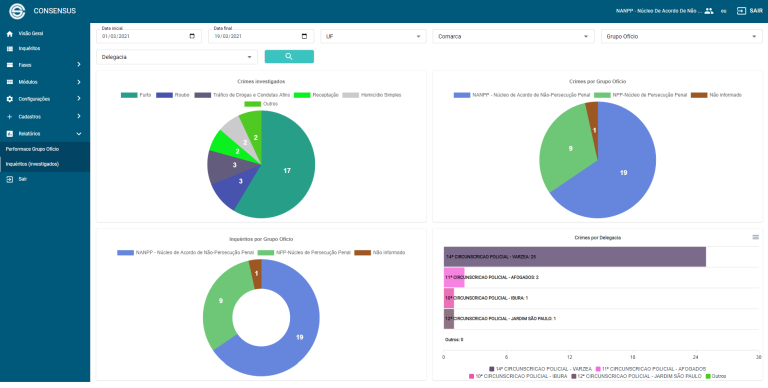 CONSENSUS
NANPP - Núcleo De Acordo De Não ...
SAIR
Visão Geral
Inquéritos
Fases
Módulos
Configurações
Cadastros
Relatórios
Performace Grupo Ofício
Inquéritos (investigados)
Sair
Data inicial
01/03/2021
Data final
19/03/2021
UF
Comarca
Grupo Ofício
Delegacia
Crimes investigados
Furto Roubo Tráfico de Drogas e Condutas Afins Receptação Homicídio Simples
Outros
2
2
2
3
3
17
Crimes por Grupo Ofício
NANPP - Núcleo de Acordo de Não-Persecução Penal NPP-Núcleo de Persecução Penal Não informado
1
9
19
Inquéritos por Grupo Ofício
NANPP - Núcleo de Acordo de Não-Persecução Penal NPP-Núcleo de Persecução Penal Não informado
1
9
19
Crimes por Delegacia
14ª CIRCUNSCRICAO POLICIAL - VARZEA: 25
11ª CIRCUNSCRICAO POLICIAL - AFOGADOS: 2
10ª CIRCUNSCRICAO POLICIAL - IBURA: 1
12ª CIRCUNSCRICAO POLICIAL - JARDIM SÃO PAULO: 1
Outros: 0
0 6 12 18 24 30
14ª CIRCUNSCRICAO POLICIAL - VARZEA 11ª CIRCUNSCRICAO POLICIAL - AFOGADOS
10ª CIRCUNSCRICAO POLICIAL - IBURA 12ª CIRCUNSCRICAO POLICIAL - JARDIM SÃO PAULO Outros